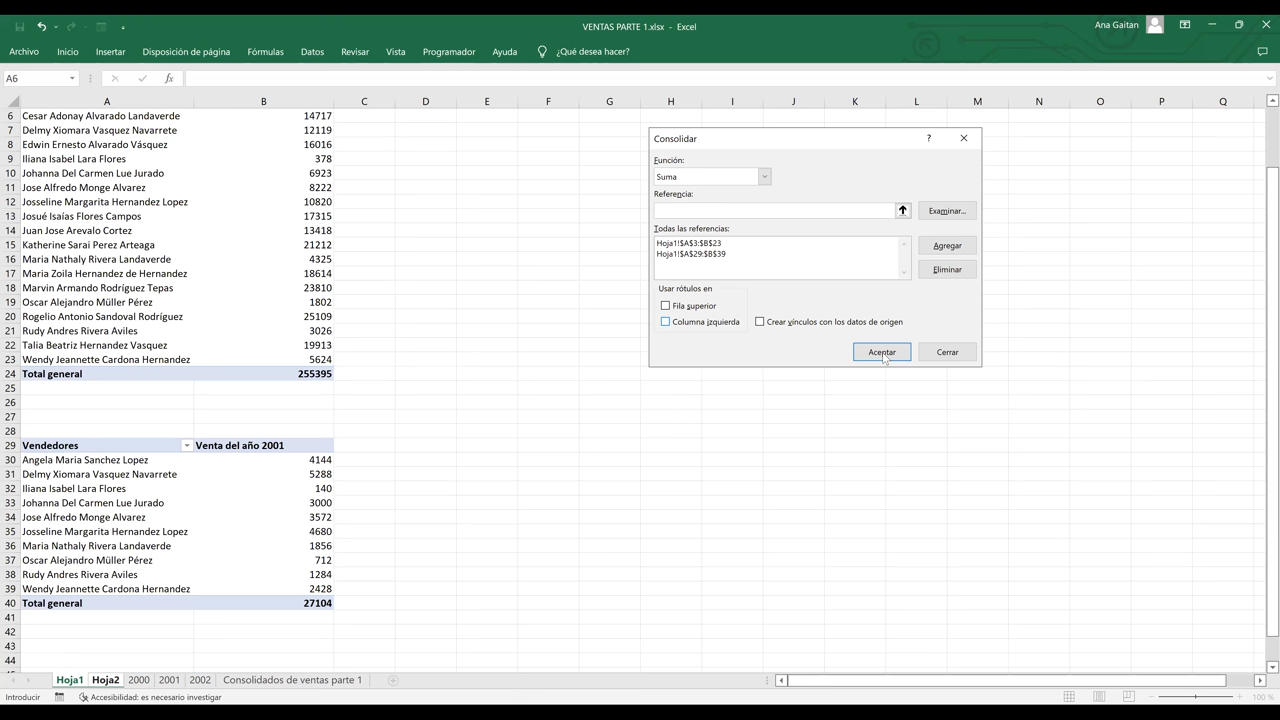 VENTAS PARTE 1.xlsx - Excel
Ana Gaitan
Archivo Inicio Insertar Disposición de página Fórmulas Datos Revisar Vista Programador Ayuda ¿Qué desea hacer?
A6 fx
A B C D E F G H I J K L M N O P Q
6 Cesar Adonay Alvarado Landaverde 14717
7 Delmy Xiomara Vasquez Navarrete 12119
8 Edwin Ernesto Alvarado Vásquez 16016
9 Iliana Isabel Lara Flores 378
10 Johanna Del Carmen Lue Jurado 6923
11 Jose Alfredo Monge Alvarez 8222
12 Josseline Margarita Hernandez Lopez 10820
13 Josué Isaías Flores Campos 17315
14 Juan Jose Arevalo Cortez 13418
15 Katherine Sarai Perez Arteaga 21212
16 Maria Nathaly Rivera Landaverde 4325
17 Maria Zoila Hernandez de Hernandez 18614
18 Marvin Armando Rodríguez Tepas 23810
19 Oscar Alejandro Müller Pérez 1802
20 Rogelio Antonio Sandoval Rodríguez 25109
21 Rudy Andres Rivera Aviles 3026
22 Talia Beatriz Hernandez Vasquez 19913
23 Wendy Jeannette Cardona Hernandez 5624
24 Total general 255395
25
26
27
28
29 Vendedores Venta del año 2001
30 Angela Maria Sanchez Lopez 4144
31 Delmy Xiomara Vasquez Navarrete 5288
32 Iliana Isabel Lara Flores 140
33 Johanna Del Carmen Lue Jurado 3000
34 Jose Alfredo Monge Alvarez 3572
35 Josseline Margarita Hernandez Lopez 4680
36 Maria Nathaly Rivera Landaverde 1856
37 Oscar Alejandro Müller Pérez 712
38 Rudy Andres Rivera Aviles 1284
39 Wendy Jeannette Cardona Hernandez 2428
40 Total general 27104
41
42
43
44
Consolidar ?
Función:
Suma
Referencia:
Examinar...
Todas las referencias:
Hoja1!$A$3:$B$23
Hoja1!$A$29:$B$39
Agregar
Eliminar
Usar rótulos en
Fila superior
Columna izquierda Crear vínculos con los datos de origen
Aceptar Cerrar
Hoja1 Hoja2 2000 2001 2002 Consolidados de ventas parte 1
Introducir Accesibilidad: es necesario investigar 100 %